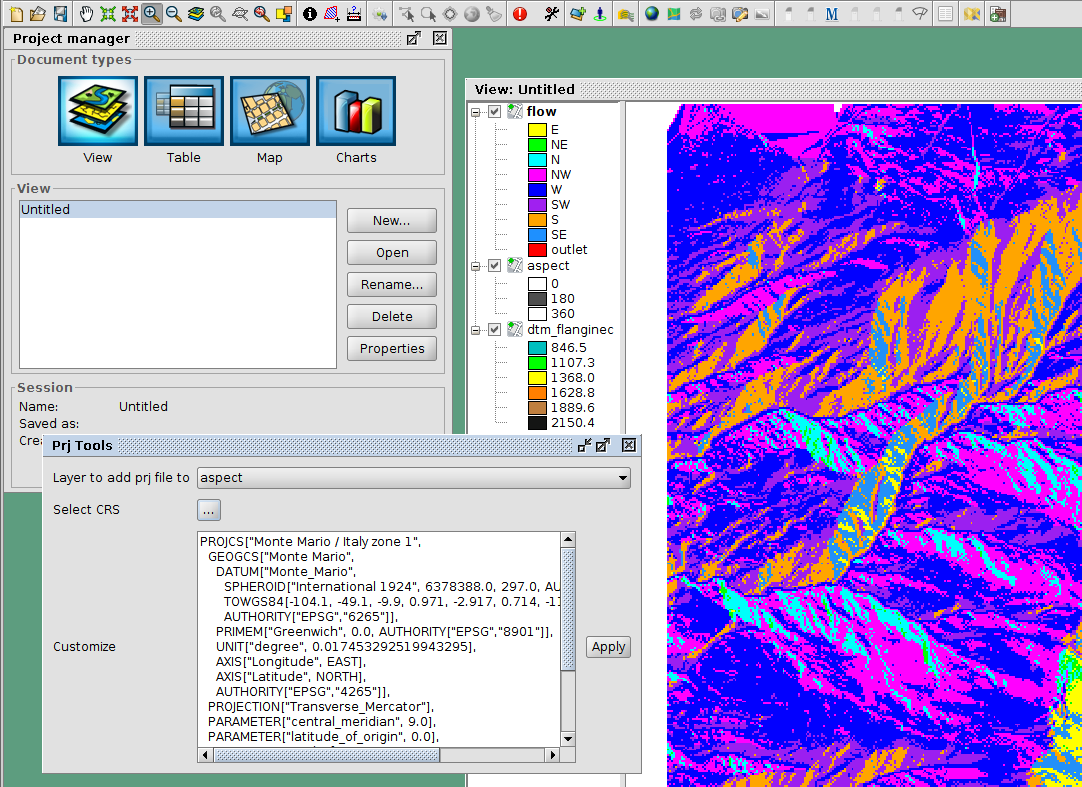 M
Project manager
Document types
View
Table
Map
Charts
View
Untitled
New...
Open
Rename...
Delete
Properties
Session
Name: Untitled
Saved as:
View: Untitled
flow
E
NE
N
NW
W
SW
S
SE
outlet
aspect
0
180
360
dtm_flanginec
846.5
1107.3
1368.0
1628.8
1889.6
2150.4
Prj Tools
Layer to add prj file to
aspect
Select CRS
...
Customize
PROJCS["Monte Mario / Italy zone 1",
GEOGCS["Monte Mario",
DATUM["Monte_Mario",
SPHEROID["International 1924", 6378388.0, 297.0, AU
TOWGS84[-104.1, -49.1, -9.9, 0.971, -2.917, 0.714, -11
AUTHORITY["EPSG","6265"]],
PRIMEM["Greenwich", 0.0, AUTHORITY["EPSG","8901"]],
UNIT["degree", 0.017453292519943295],
AXIS["Longitude", EAST],
AXIS["Latitude", NORTH],
AUTHORITY["EPSG","4265"]],
PROJECTION["Transverse_Mercator"],
PARAMETER["central_meridian", 9.0],
PARAMETER["latitude_of_origin", 0.0],
Apply